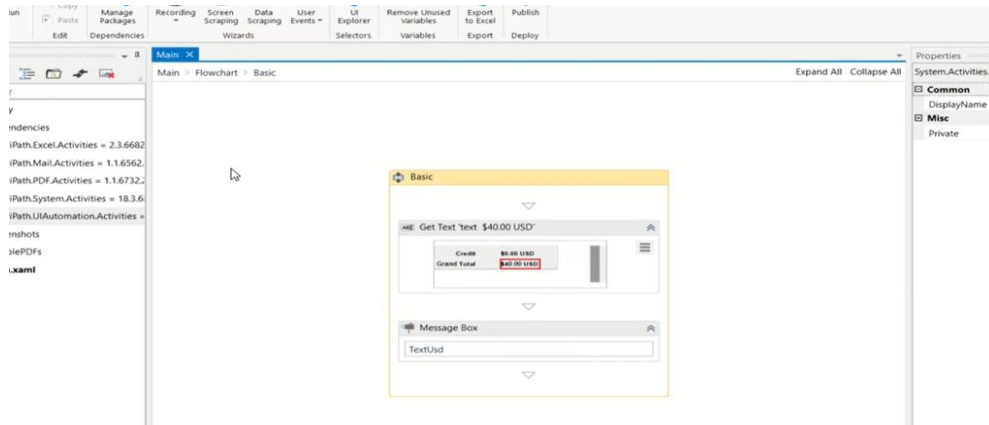 Copy
Paste
Edit
Manage
Packages
Dependencies
Recording
Screen
Scraping
Data
Scraping
User
Events
Wizards
UI
Explorer
Selectors
Remove Unused
Variables
Variables
Export
to Excel
Export
Publish
Deploy
Main ×
Main > Flowchart > Basic
Expand All Collapse All
Properties
System.Activities.
Common
DisplayName
Misc
Private
endencies
iPath.Excel.Activities = 2.3.6682
iPath.Mail.Activities = 1.1.6562.
iPath.PDF.Activities = 1.1.6732.2
iPath.System.Activities = 18.3.6
iPath.UIAutomation.Activities =
enshots
plePDFs
.xaml
Basic
Get Text 'text $40.00 USD'
Credit $0.00 USD
Grand Total $40.00 USD
Message Box
TextUsd